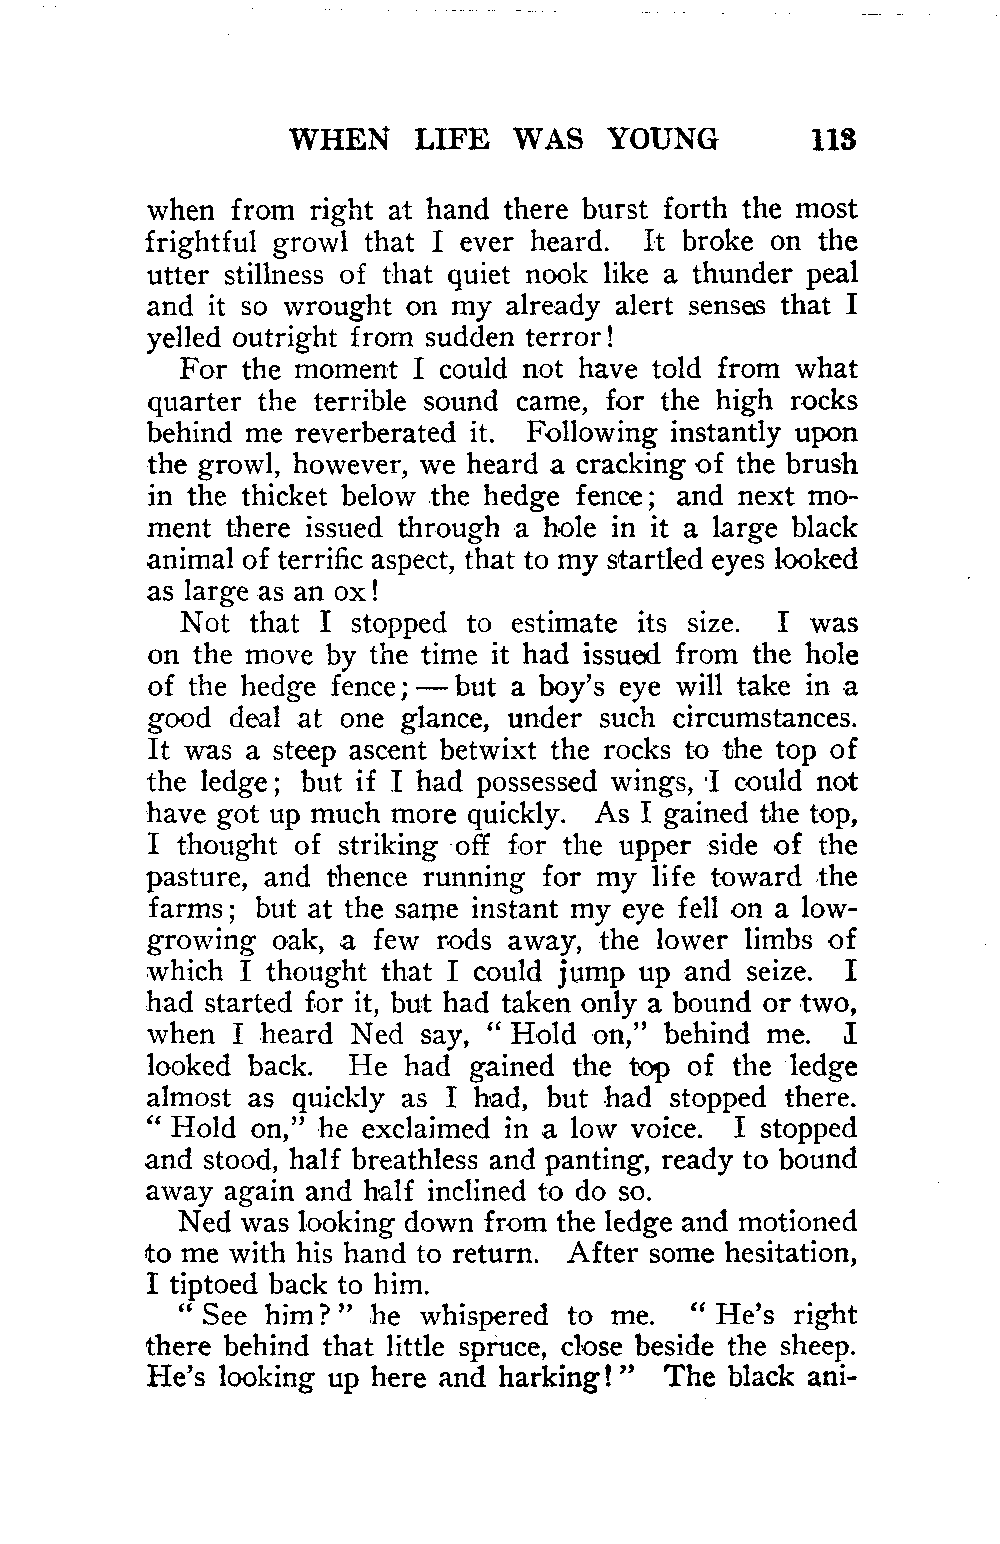 WHEN LIFE WAS YOUNG 113
when from right at hand there burst forth the most
frightful growl that I ever heard. It broke on the
utter stillness of that quiet nook like a thunder peal
and it so wrought on my already alert senses that I
yelled outright from sudden terror!
For the moment I could not have told from what
quarter the terrible sound came, for the high rocks
behind me reverberated it. Following instantly upon
the growl, however, we heard a cracking of the brush
in the thicket below the hedge fence; and next mo-
ment there issued through a hole in it a large black
animal of terrific aspect, that to my startled eyes looked
as large as an ox!
Not that I stopped to estimate its size. I was
on the move by the time it had issued from the hole
of the hedge fence;—but a boy's eye will take in a
good deal at one glance, under such circumstances.
It was a steep ascent betwixt the rocks to the top of
the ledge; but if I had possessed wings, I could not
have got up much more quickly. As I gained the top,
I thought of striking off for the upper side of the
pasture, and thence running for my life toward the
farms; but at the same instant my eye fell on a low-
growing oak, a few rods away, the lower limbs of
which I thought that I could jump up and seize. I
had started for it, but had taken only a bound or two,
when I heard Ned say, "Hold on," behind me. I
looked back. He had gained the top of the ledge
almost as quickly as I had, but had stopped there.
"Hold on," he exclaimed in a low voice. I stopped
and stood, half breathless and panting, ready to bound
away again and half inclined to do so.
Ned was looking down from the ledge and motioned
to me with his hand to return. After some hesitation,
I tiptoed back to him.
"See him?" he whispered to me. "He's right
there behind that little spruce, close beside the sheep.
He's looking up here and harking!" The black ani-